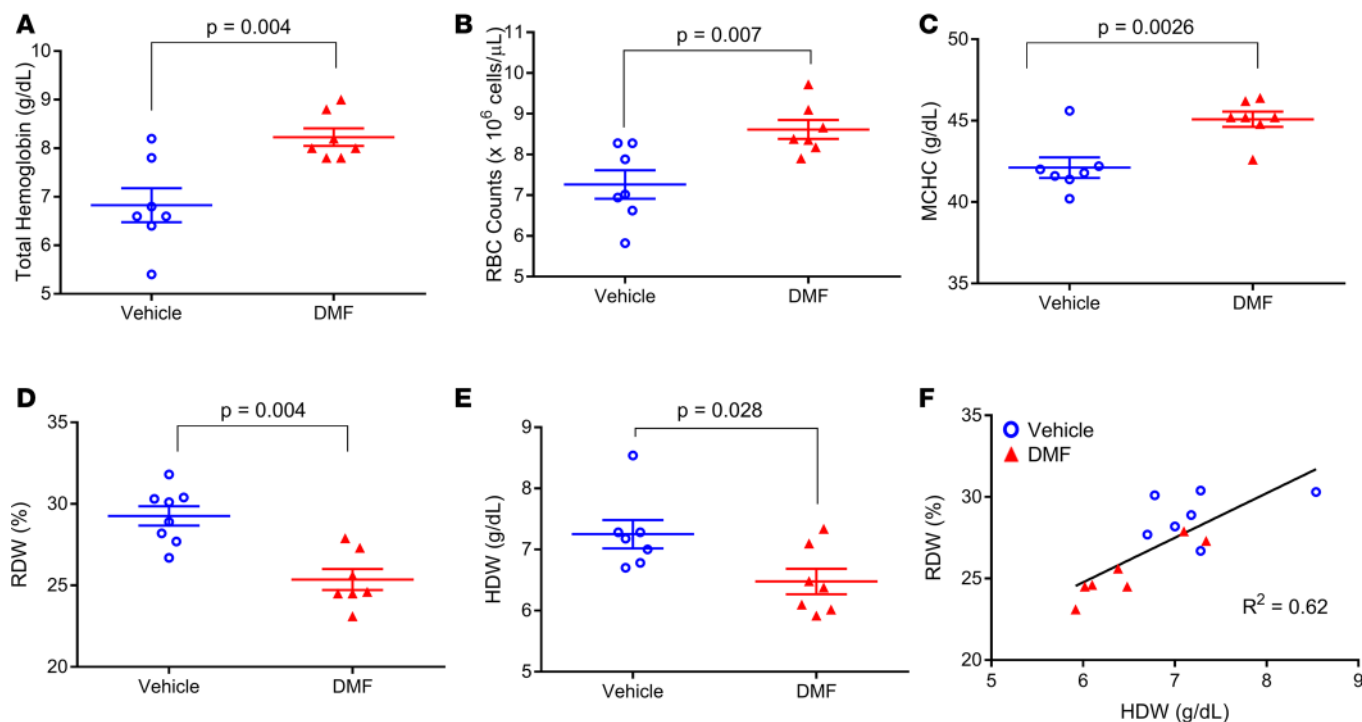 A
p = 0.004
Total Hemoglobin (g/dL)
10
9
8
7
6
5
Vehicle
DMF
B
p = 0.007
RBC Counts (x 10⁶ cells/μL)
11
10
9
8
7
6
5
Vehicle
DMF
C
p = 0.0026
MCHC (g/dL)
50
45
40
35
Vehicle
DMF
D
p = 0.004
RDW (%)
35
30
25
20
Vehicle
DMF
E
p = 0.028
HDW (g/dL)
9
8
7
6
5
Vehicle
DMF
F
Vehicle
DMF
RDW (%)
35
30
25
20
R² = 0.62
5
6
7
8
9
HDW (g/dL)